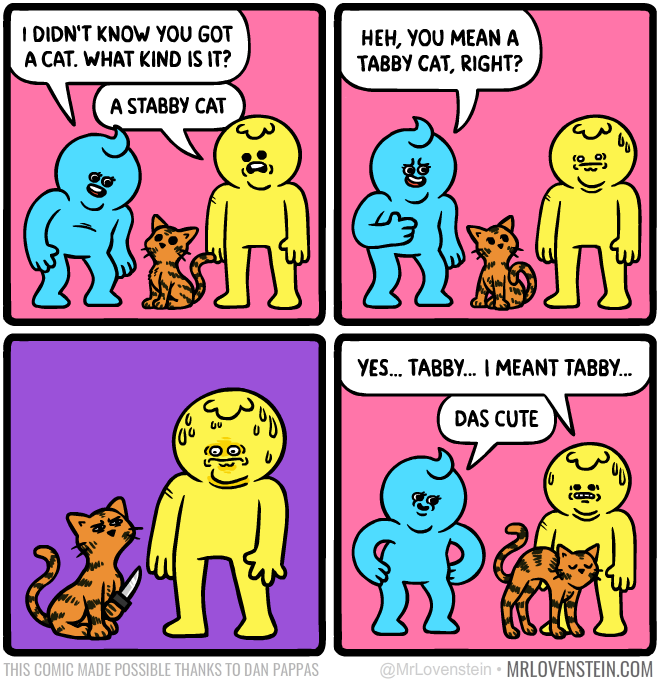 I DIDN'T KNOW YOU GOT
A CAT. WHAT KIND IS IT?
A STABBY CAT
HEH, YOU MEAN A
TABBY CAT, RIGHT?
YES... TABBY... I MEANT TABBY...
DAS CUTE
THIS COMIC MADE POSSIBLE THANKS TO DAN PAPPAS
@MrLovenstein • MRLOVENSTEIN.COM